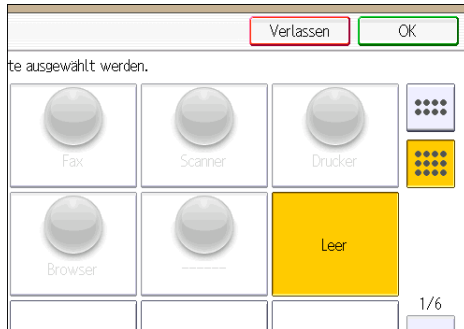 Verlassen OK
te ausgewählt werden.
Fax Scanner Drucker
Browser ------ Leer
1/6